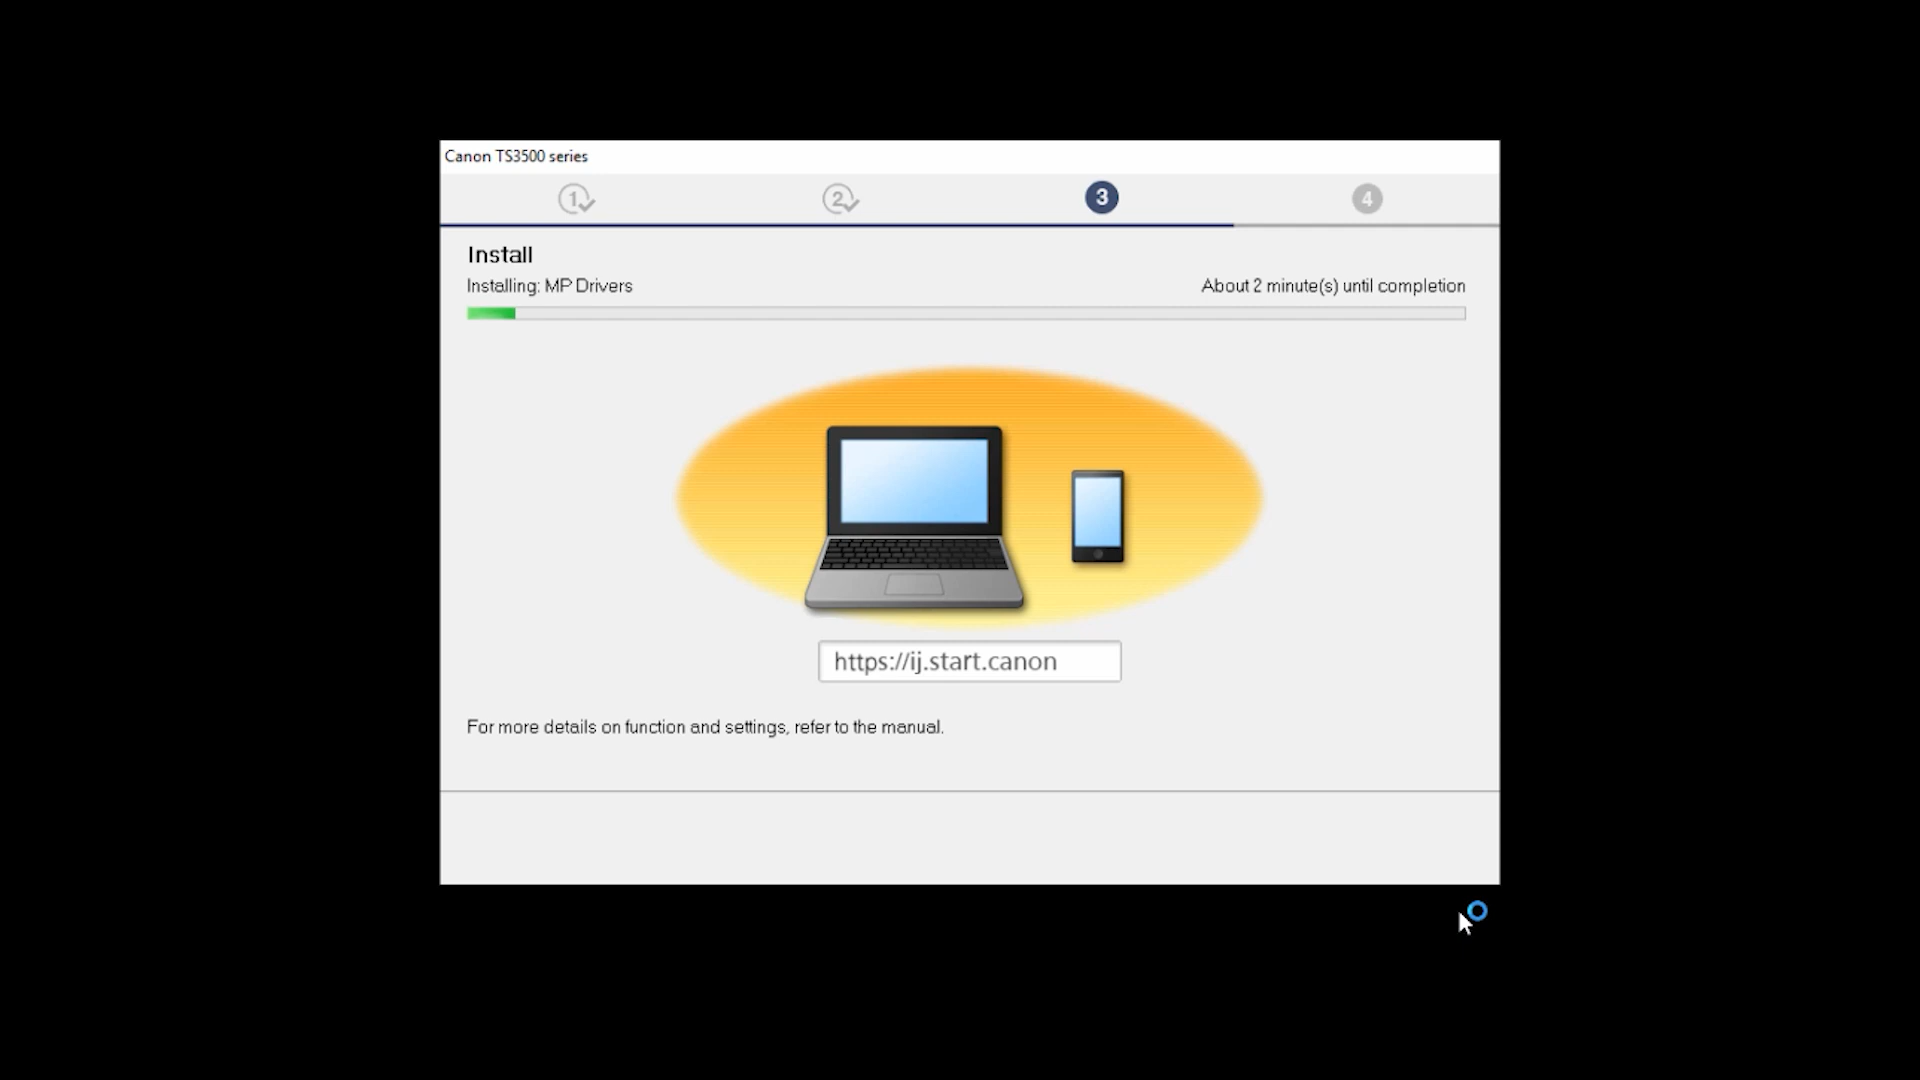 Canon TS3500 series
1 2 3 4
Install
Installing: MP Drivers
About 2 minute(s) until completion
https://ij.start.canon
For more details on function and settings, refer to the manual.